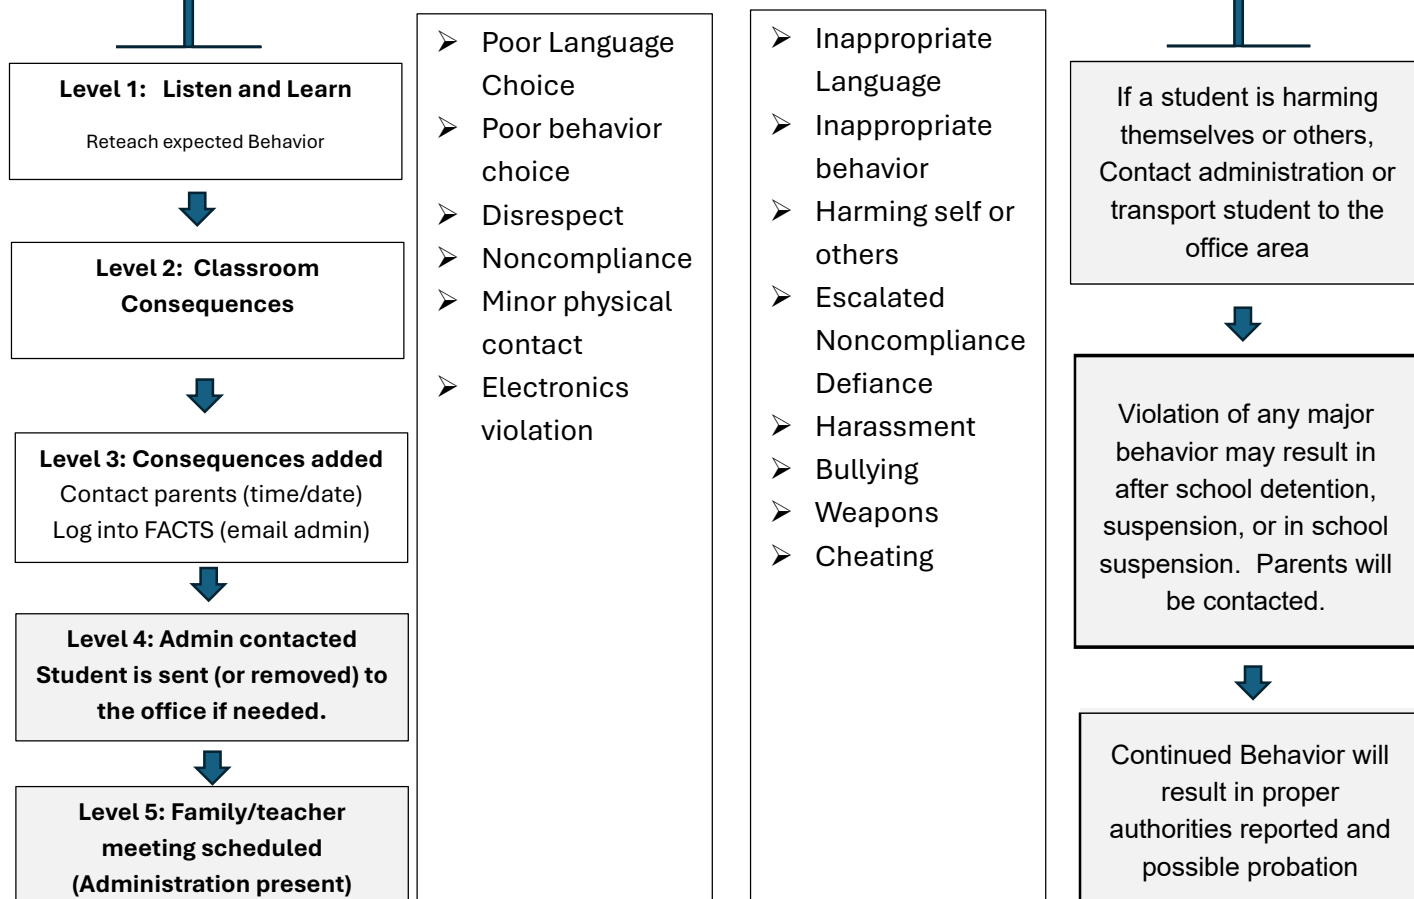 Level 1:   Listen and Learn
Reteach expected Behavior
Level 2:  Classroom
Consequences
Level 3: Consequences added
Contact parents (time/date)
Log into FACTS (email admin)
Level 4: Admin contacted
Student is sent (or removed) to
the office if needed.
Level 5: Family/teacher
meeting scheduled
(Administration present)
➢ Poor Language
Choice
➢ Poor behavior
choice
➢ Disrespect
➢ Noncompliance
➢ Minor physical
contact
➢ Electronics
violation
➢ Inappropriate
Language
➢ Inappropriate
behavior
➢ Harming self or
others
➢ Escalated
Noncompliance
Defiance
➢ Harassment
➢ Bullying
➢ Weapons
➢ Cheating
If a student is harming
themselves or others,
Contact administration or
transport student to the
office area
Violation of any major
behavior may result in
after school detention,
suspension, or in school
suspension.  Parents will
be contacted.
Continued Behavior will
result in proper
authorities reported and
possible probation